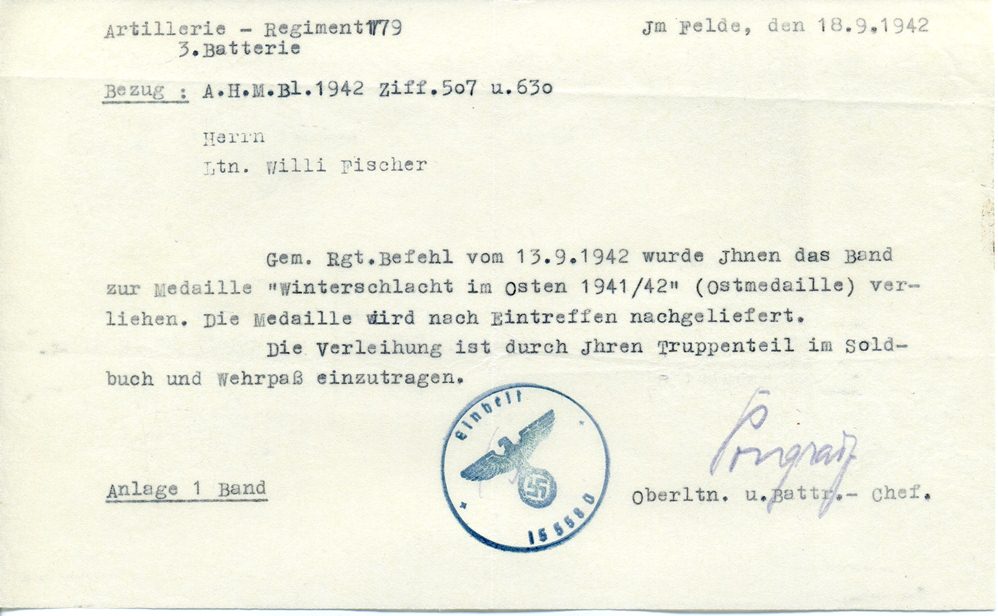 Artillerie - Regiment 179
3.Batterie
Jm Felde, den 18.9.1942
Bezug : A.H.M.Bl.1942 Ziff.507 u.630
Herrn
Ltn. Willi Fischer
Gem. Rgt.Befehl vom 13.9.1942 wurde Jhnen das Band
zur Medaille "Winterschlacht im Osten 1941/42" (Ostmedaille) ver-
liehen. Die Medaille wird nach Eintreffen nachgeliefert.
Die Verleihung ist durch Jhren Truppenteil im Sold-
buch und Wehrpaß einzutragen.
Einheit
15558 D
Anlage 1 Band
Oberltn. u.Battr.- Chef.